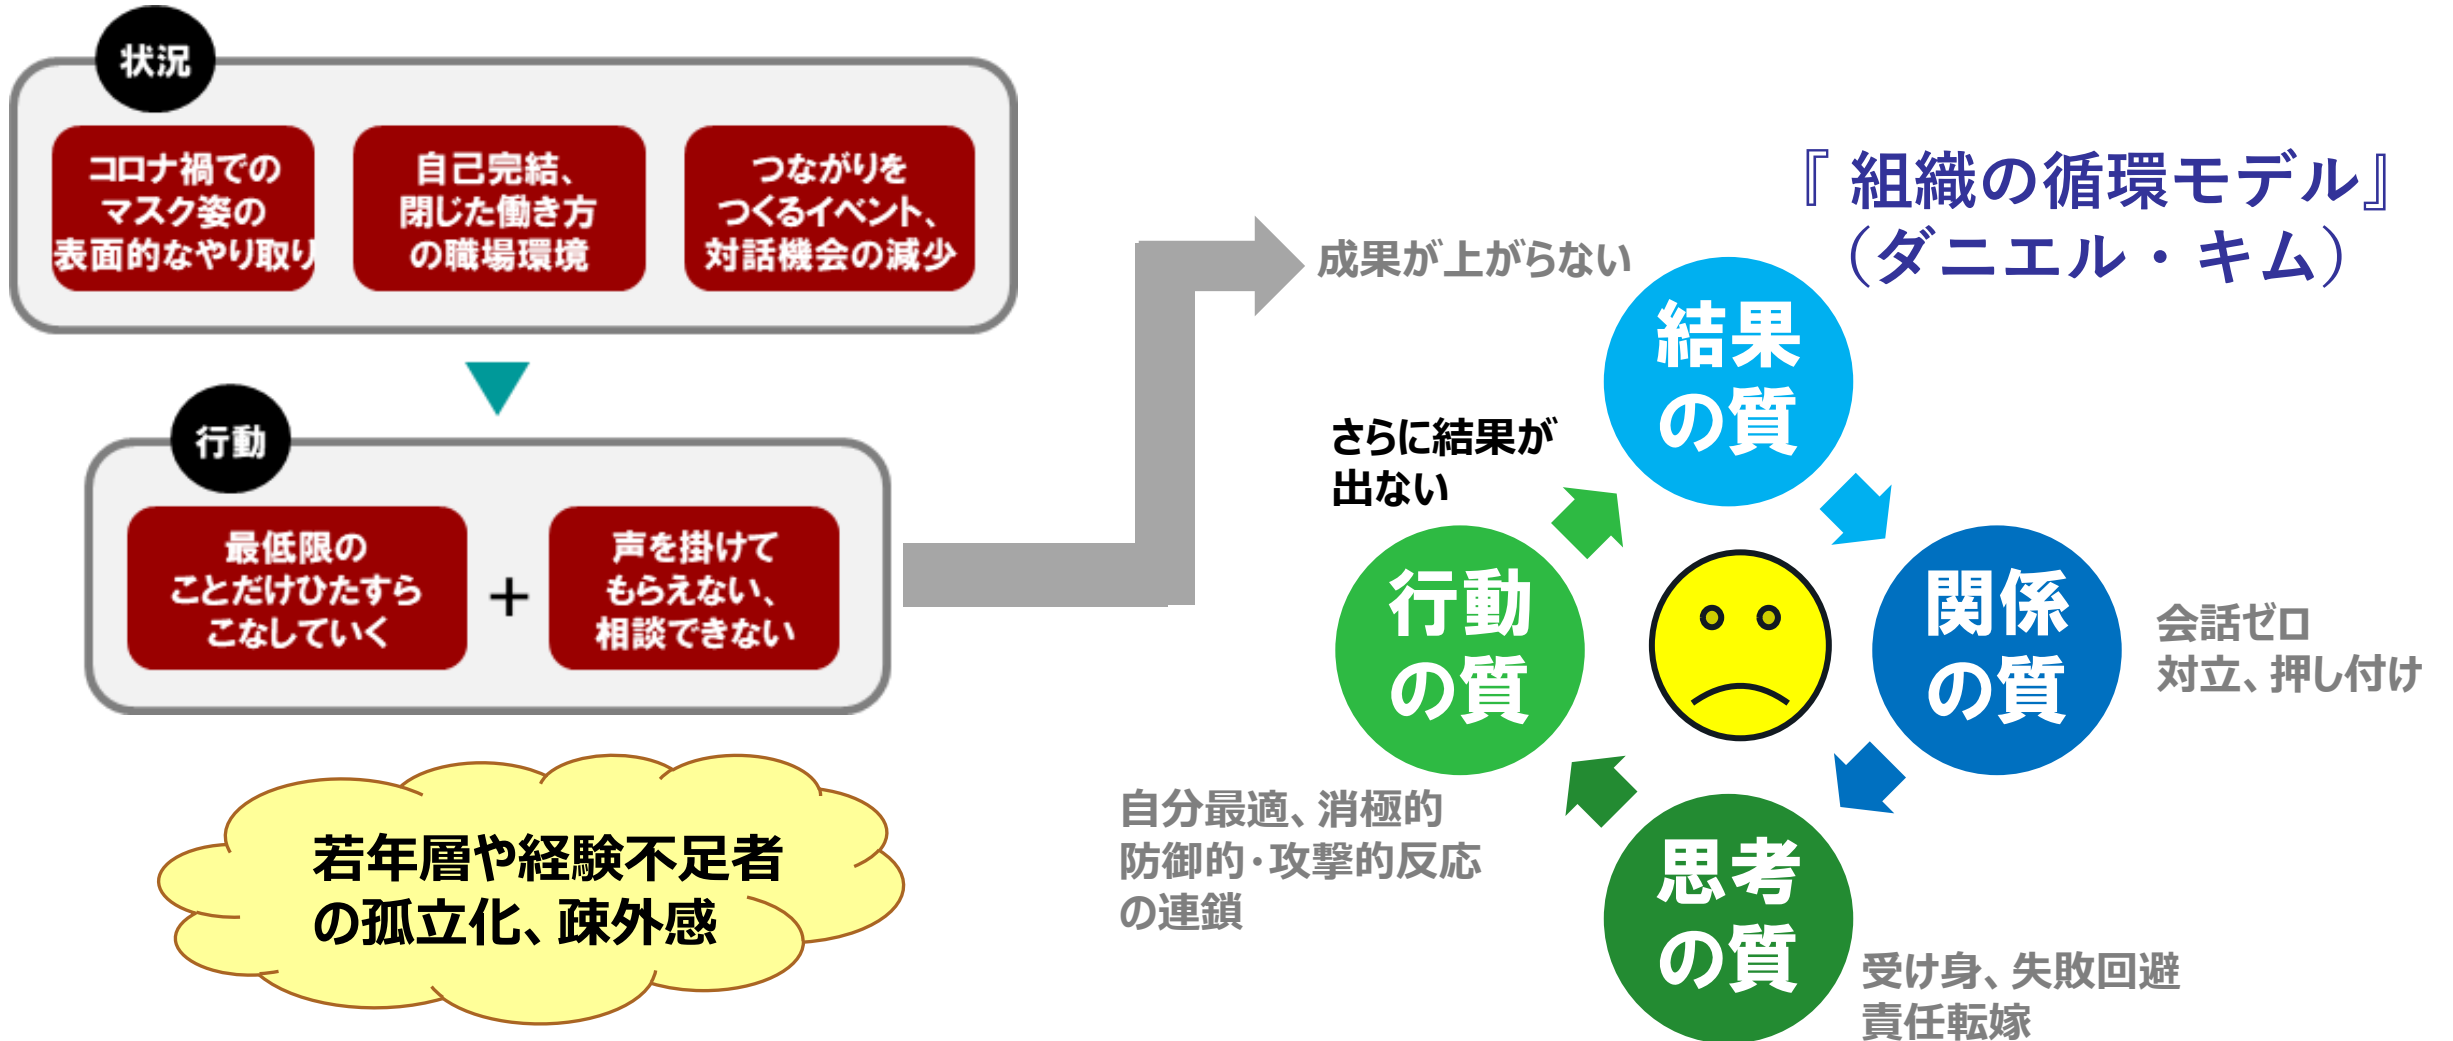 状況
コロナ禍での
マスク姿の
表面的なやり取り
自己完結、
閉じた働き方
の職場環境
つながりを
つくるイベント、
対話機会の減少
行動
最低限の
ことだけひたすら
こなしていく
+
声を掛けて
もらえない、
相談できない
若年層や経験不足者
の孤立化、疎外感
『組織の循環モデル』
（ダニエル・キム）
成果が上がらない
結果
の質
さらに結果が
出ない
行動
の質
関係
の質
会話ゼロ
対立、押し付け
自分最適、消極的
防御的・攻撃的反応
の連鎖
思考
の質
受け身、失敗回避
責任転嫁